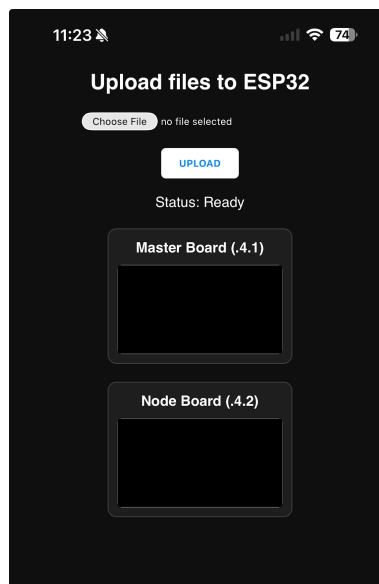 11:23
74
Upload files to ESP32
Choose File no file selected
UPLOAD
Status: Ready
Master Board (.4.1)
Node Board (.4.2)